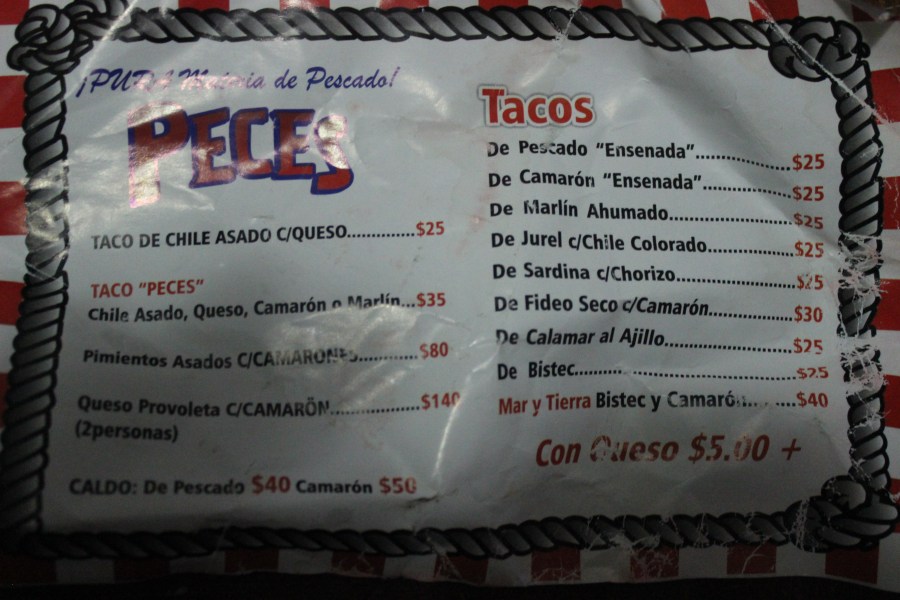 ¡PURA Materia de Pescado!
PECES
TACO DE CHILE ASADO C/QUESO..............$25
TACO "PECES"
Chile Asado, Queso, Camarón o Marlín...$35
Pimientos Asados C/CAMARONES............$80
Queso Provoleta C/CAMARÖN..................$140
(2personas)
CALDO: De Pescado $40 Camarón $50
Tacos
De Pescado "Ensenada"....................$25
De Camarón "Ensenada"..................$25
De Marlín Ahumado.........................$25
De Jurel c/Chile Colorado..................$25
De Sardina c/Chorizo........................$25
De Fideo Seco c/Camarón.................$30
De Calamar al Ajillo..........................$25
De Bistec...........................................$25
Mar y Tierra Bistec y Camarón.........$40
Con Queso $5.00 +